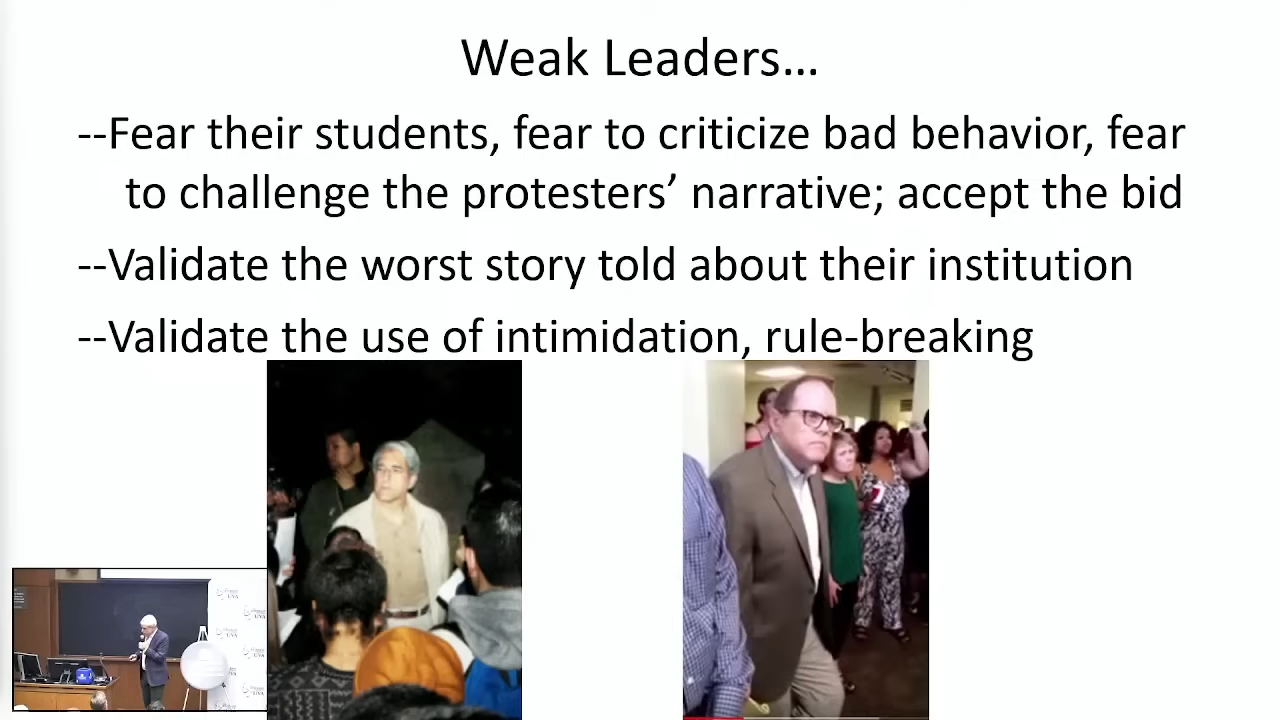 Weak Leaders…
--Fear their students, fear to criticize bad behavior, fear
to challenge the protesters’ narrative; accept the bid
--Validate the worst story told about their institution
--Validate the use of intimidation, rule-breaking